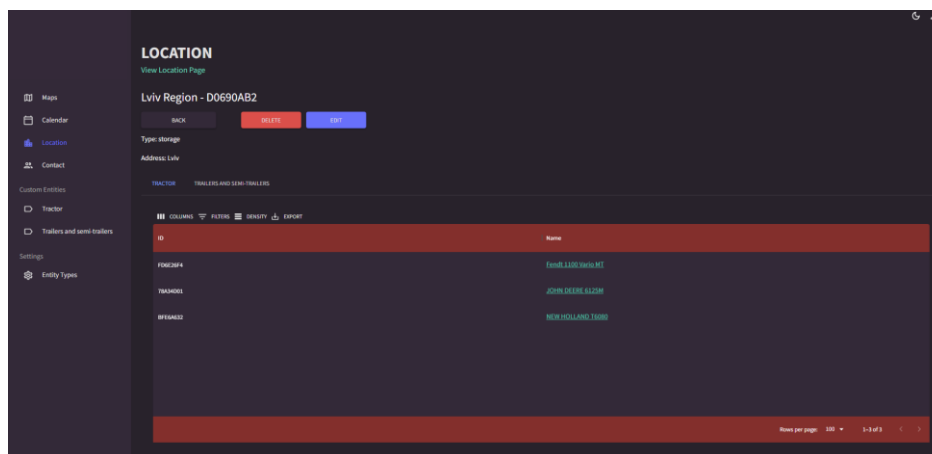 LOCATION
View Location Page
Maps
Calendar
Location
Contact
Custom Entities
Tractor
Trailers and semi-trailers
Settings
Entity Types
Lviv Region - D0690AB2
BACK DELETE EDIT
Type: storage
Address: Lviv
TRACTOR TRAILERS AND SEMI-TRAILERS
COLUMNS FILTERS DENSITY EXPORT
ID Name
FD6E26F4 Fendt 1100 Vario MT
78A34D01 JOHN DEERE 6125M
BFE6A632 NEW HOLLAND T6080
Rows per page: 100 1-3 of 3